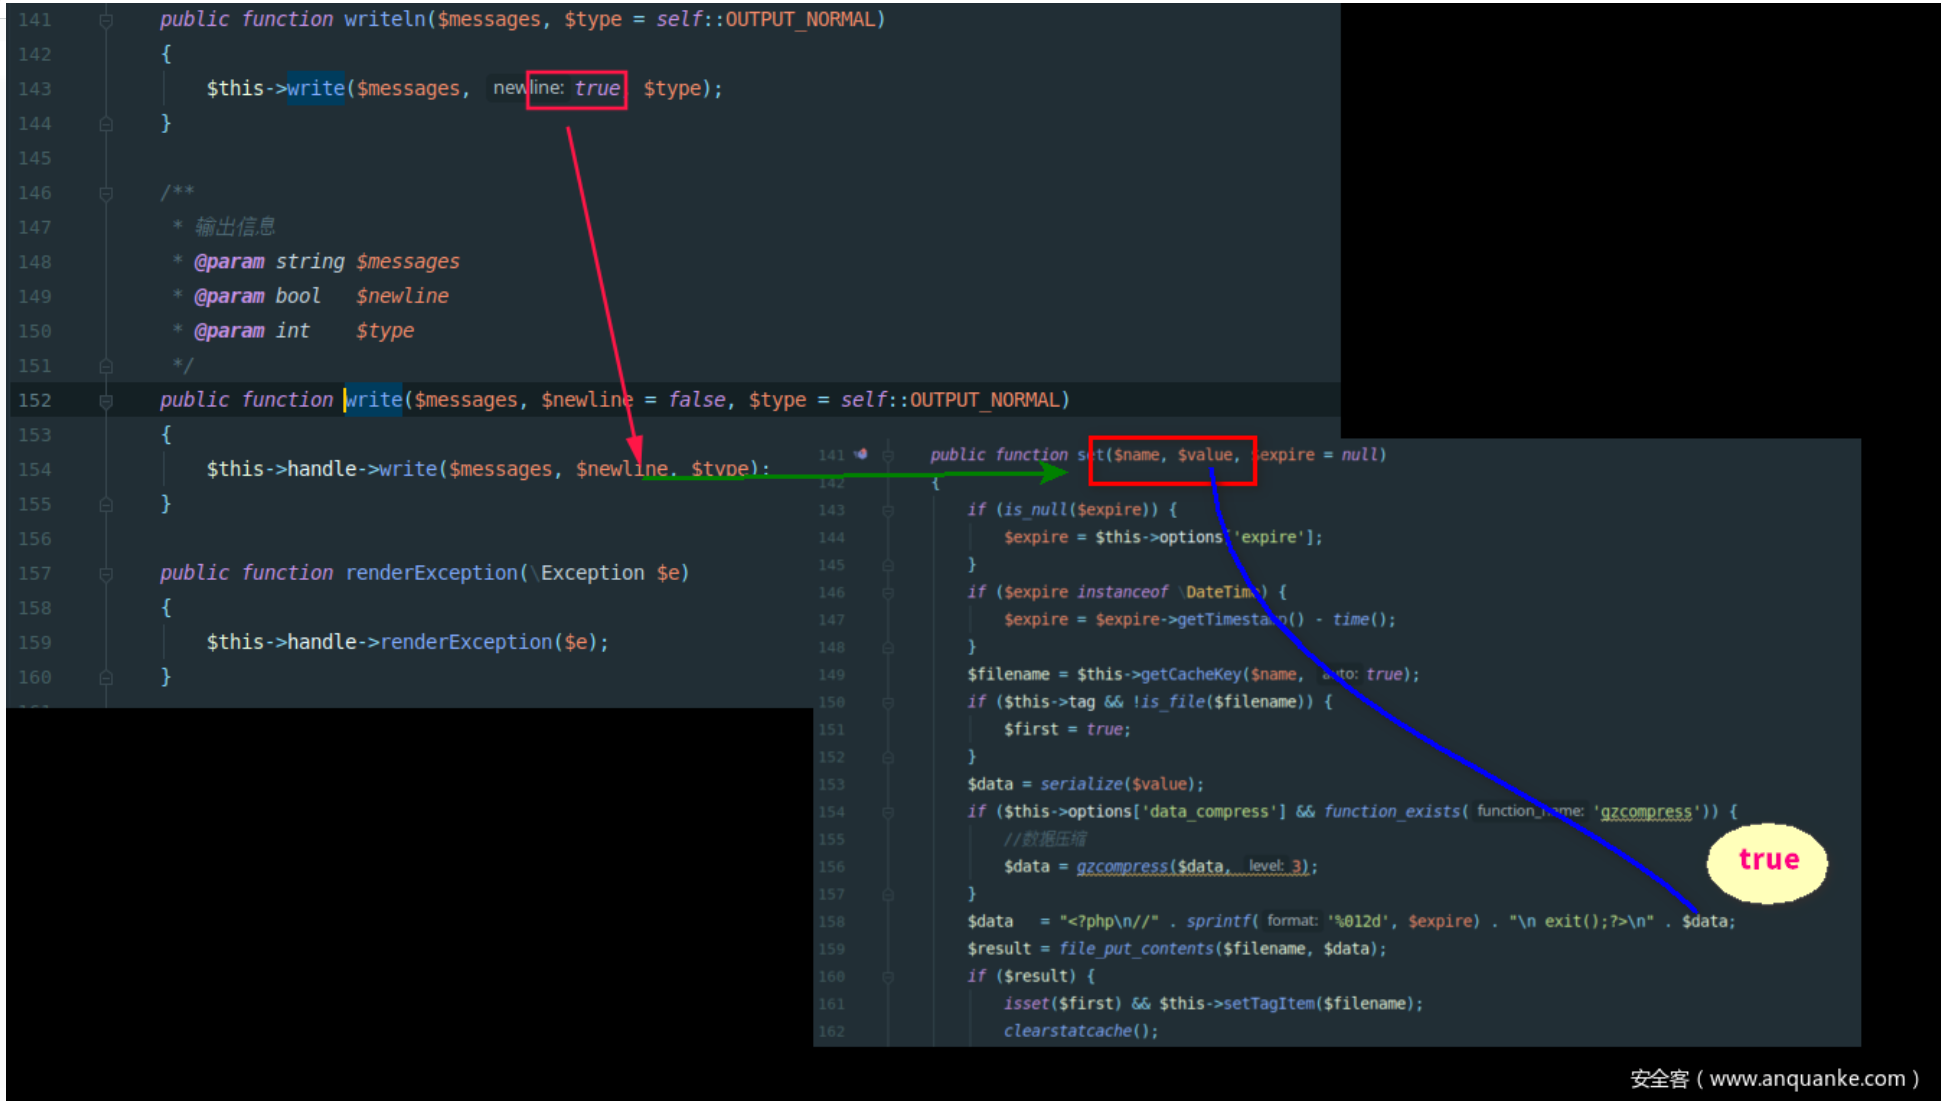 141 public function writeln($messages, $type = self::OUTPUT_NORMAL)
142 {
143 $this->write($messages, newline: true $type);
144 }
145
146 /**
147 * 输出信息
148 * @param string $messages
149 * @param bool $newline
150 * @param int $type
151 */
152 public function write($messages, $newline = false, $type = self::OUTPUT_NORMAL)
153 {
154 $this->handle->write($messages, $newline, $type);
155 }
156
157 public function renderException(\Exception $e)
158 {
159 $this->handle->renderException($e);
160 }
141 public function set($name, $value, $expire = null)
142 {
143 if (is_null($expire)) {
144 $expire = $this->options['expire'];
145 }
146 if ($expire instanceof \DateTime) {
147 $expire = $expire->getTimestamp() - time();
148 }
149 $filename = $this->getCacheKey($name, auto: true);
150 if ($this->tag && !is_file($filename)) {
151 $first = true;
152 }
153 $data = serialize($value);
154 if ($this->options['data_compress'] && function_exists( function_name: 'gzcompress')) {
155 //数据压缩
156 $data = gzcompress($data, level: 3);
157 }
true
158 $data = "<?php\n//" . sprintf( format: '%012d', $expire) . "\n exit();?>\n" . $data;
159 $result = file_put_contents($filename, $data);
160 if ($result) {
161 isset($first) && $this->setTagItem($filename);
162 clearstatcache();
安全客 ( www.anquanke.com )